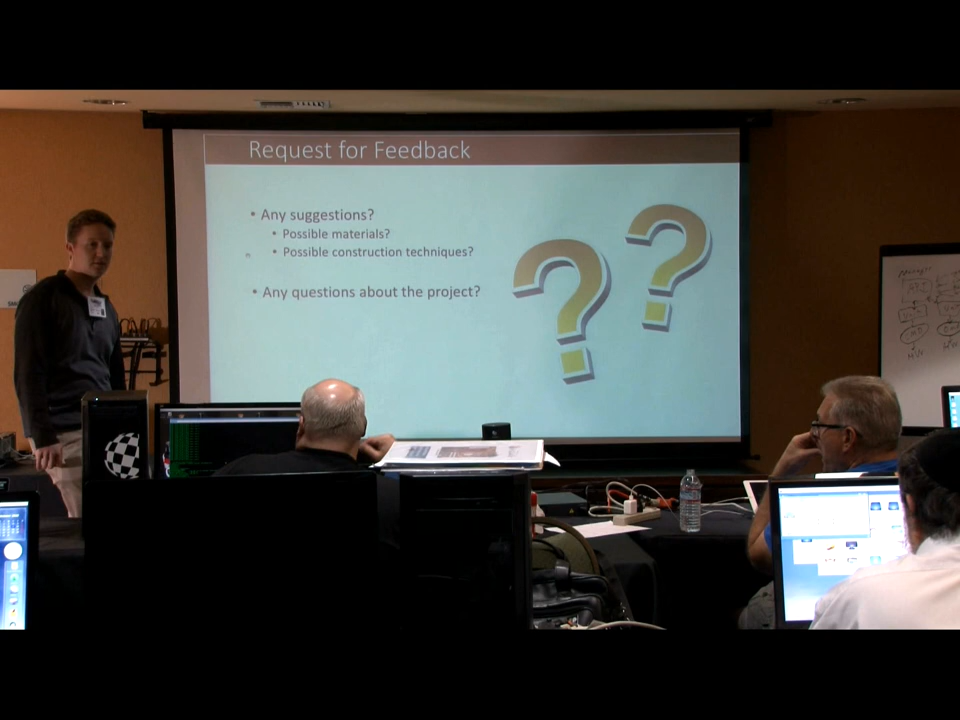 Request for Feedback
• Any suggestions?
• Possible materials?
• Possible construction techniques?
• Any questions about the project?